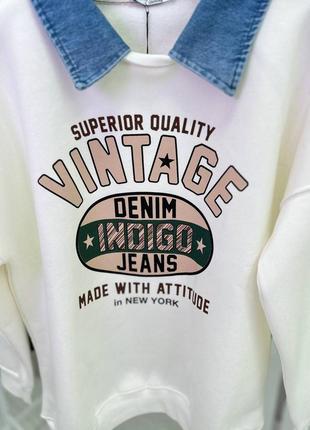 SUPERIOR QUALITY
VINTAGE
DENIM
INDIGO
JEANS
MADE WITH ATTITUDE
in NEW YORK